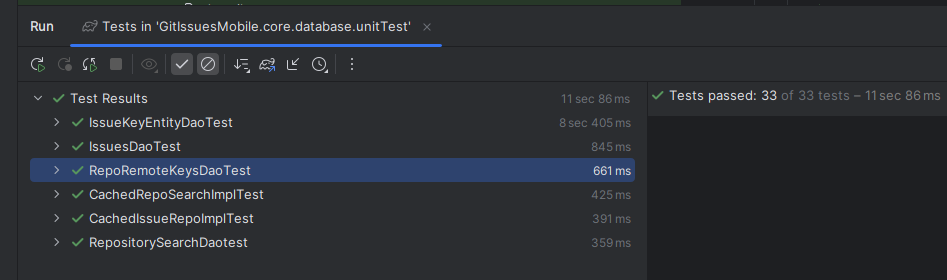 Run Tests in 'GitIssuesMobile.core.database.unitTest'
Test Results 11 sec 86 ms
IssueKeyEntityDaoTest 8 sec 405 ms
IssuesDaoTest 845 ms
RepoRemoteKeysDaoTest 661 ms
CachedRepoSearchImplTest 425 ms
CachedIssueRepoImplTest 391 ms
RepositorySearchDaotest 359 ms
Tests passed: 33 of 33 tests – 11 sec 86 ms